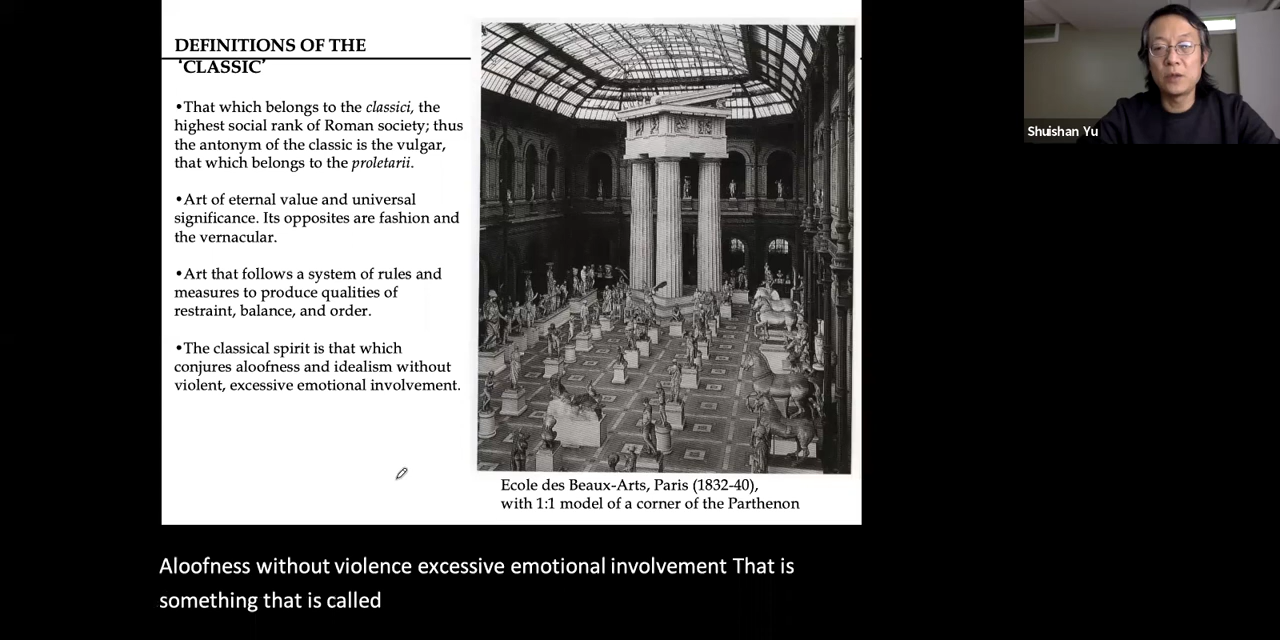 DEFINITIONS OF THE
‘CLASSIC’
•That which belongs to the classici, the
highest social rank of Roman society; thus
the antonym of the classic is the vulgar,
that which belongs to the proletarii.
•Art of eternal value and universal
significance. Its opposites are fashion and
the vernacular.
•Art that follows a system of rules and
measures to produce qualities of
restraint, balance, and order.
•The classical spirit is that which
conjures aloofness and idealism without
violent, excessive emotional involvement.
Ecole des Beaux-Arts, Paris (1832-40),
with 1:1 model of a corner of the Parthenon
Shuishan Yu
Aloofness without violence excessive emotional involvement That is
something that is called